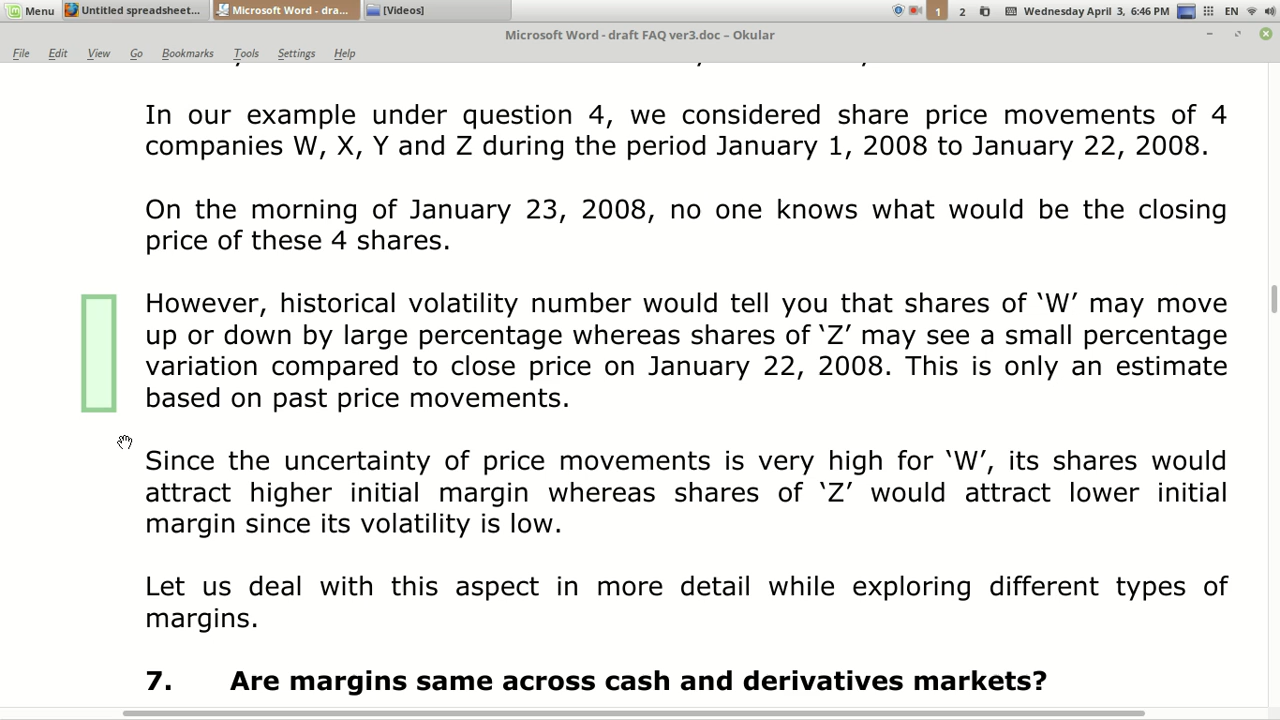 Menu Untitled spreadsheet... Microsoft Word - dra... [Videos] 1 2 Wednesday April 3, 6:46 PM EN
Microsoft Word - draft FAQ ver3.doc – Okular
File Edit View Go Bookmarks Tools Settings Help
In our example under question 4, we considered share price movements of 4
companies W, X, Y and Z during the period January 1, 2008 to January 22, 2008.
On the morning of January 23, 2008, no one knows what would be the closing
price of these 4 shares.
However, historical volatility number would tell you that shares of ‘W’ may move
up or down by large percentage whereas shares of ‘Z’ may see a small percentage
variation compared to close price on January 22, 2008. This is only an estimate
based on past price movements.
Since the uncertainty of price movements is very high for ‘W’, its shares would
attract higher initial margin whereas shares of ‘Z’ would attract lower initial
margin since its volatility is low.
Let us deal with this aspect in more detail while exploring different types of
margins.
7. Are margins same across cash and derivatives markets?